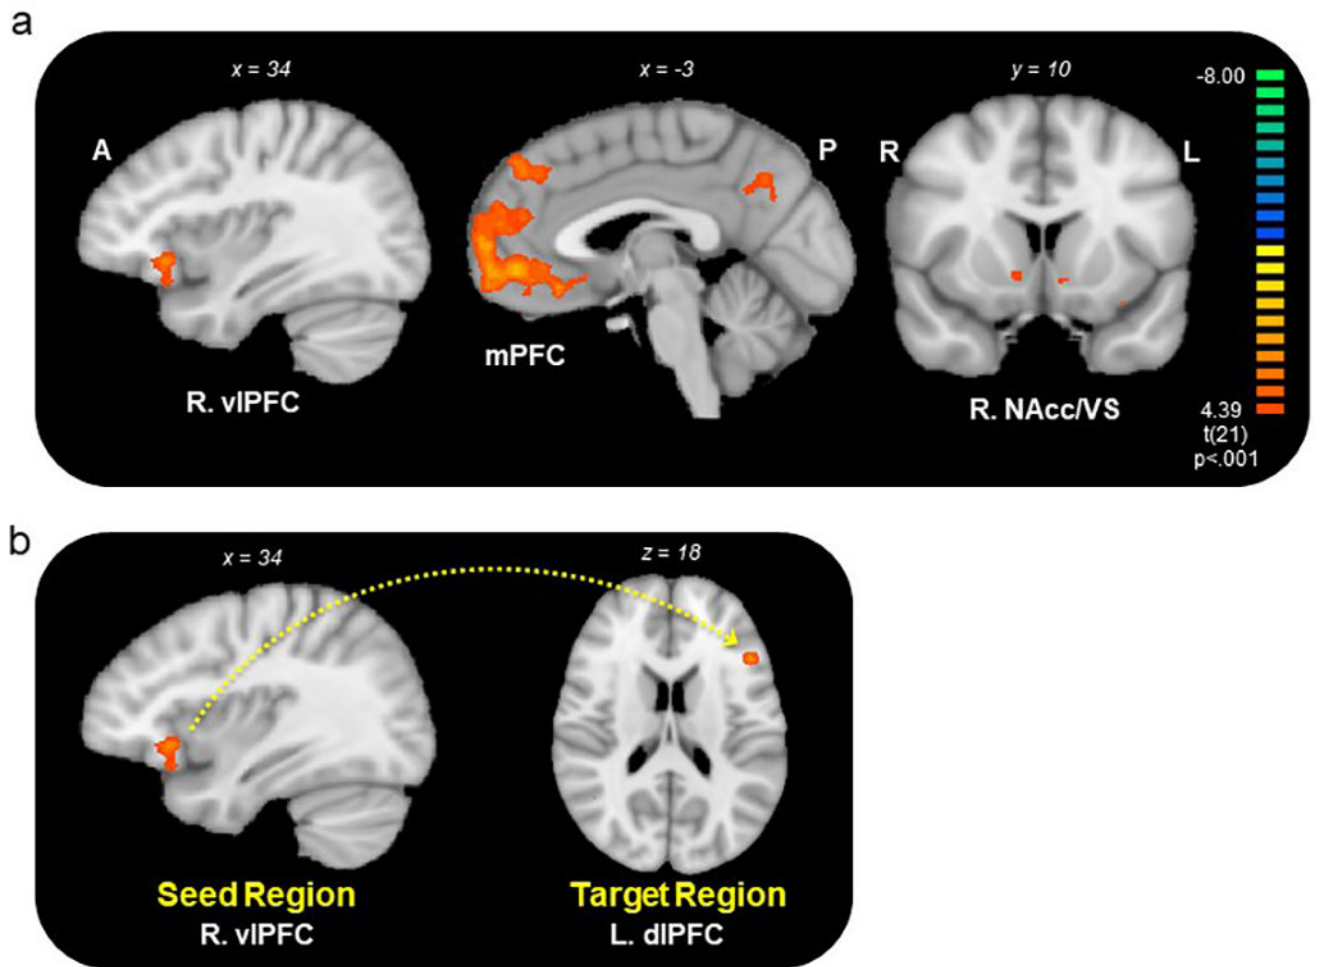 a
x = 34
x = -3
y = 10
-8.00
A
P
R
L
mPFC
R. vlPFC
R. NAcc/VS
4.39
t(21)
p<.001
b
x = 34
z = 18
Seed Region
Target Region
R. vlPFC
L. dlPFC